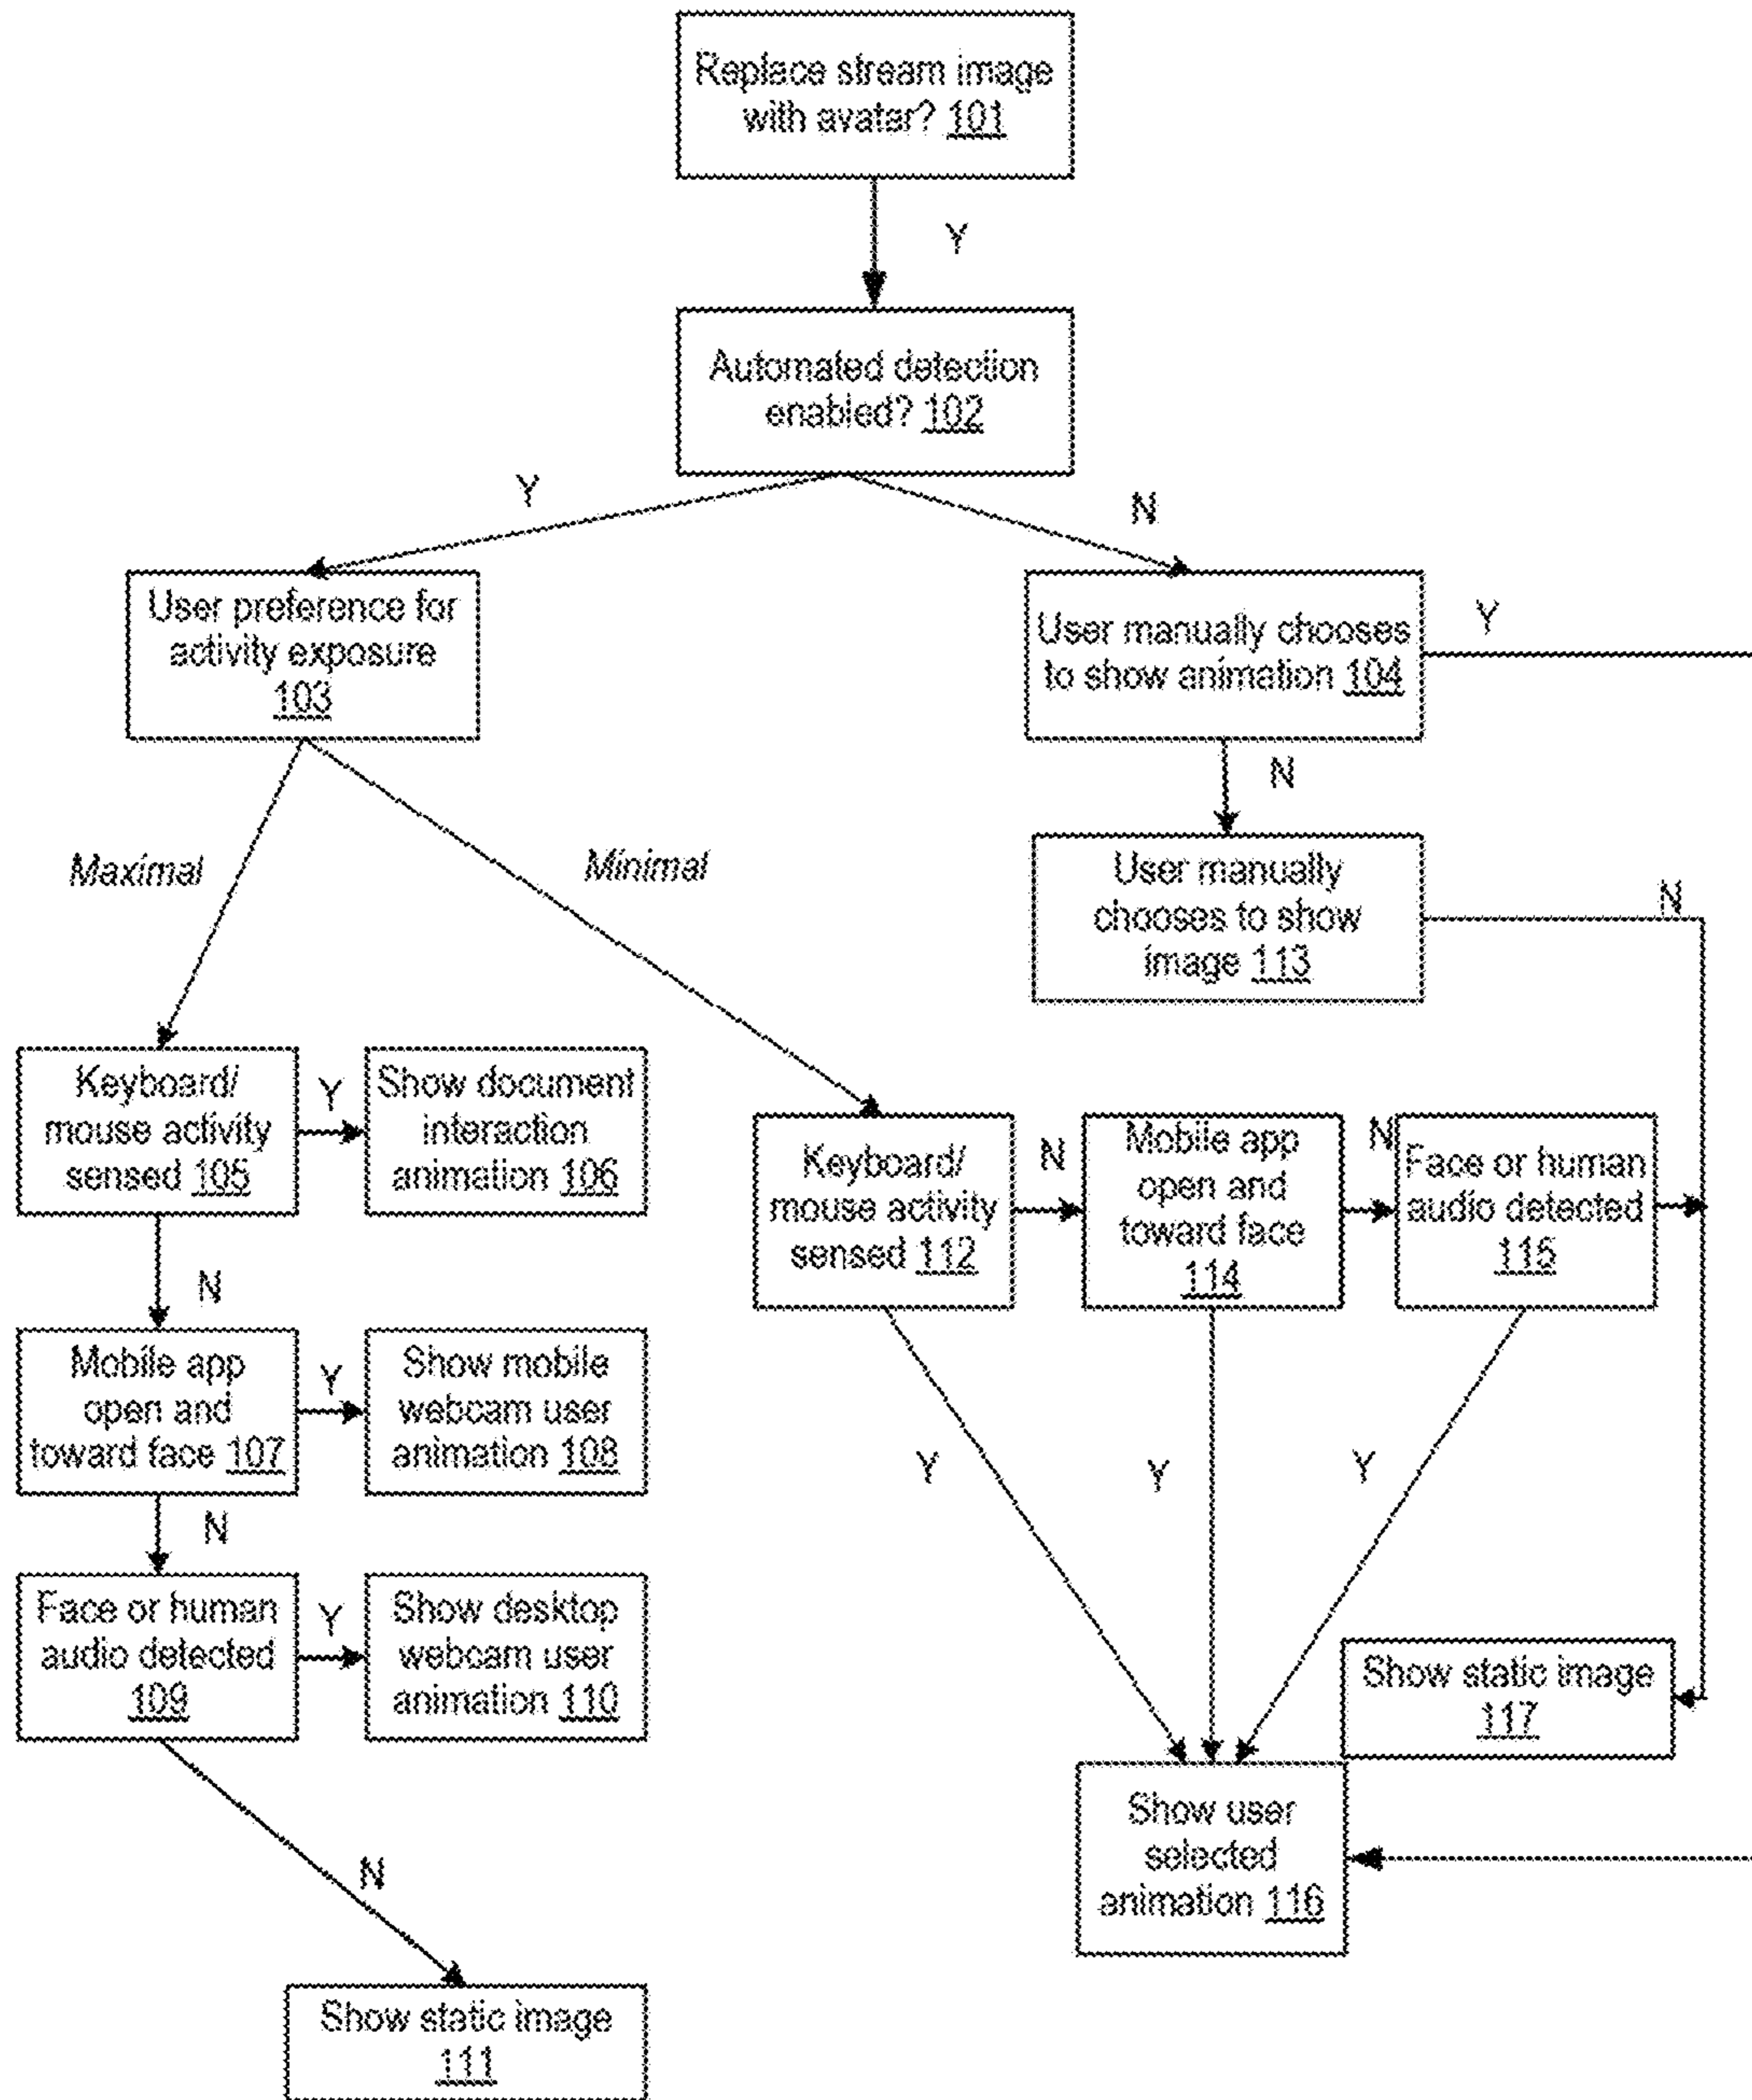 Replace stream image
with avatar? 101
Y
Automated detection
enabled? 102
Y
N
User preference for
activity exposure
103
User manually chooses
to show animation 104
Y
N
Maximal
Minimal
User manually
chooses to show
image 113
N
Keyboard/
mouse activity
sensed 105
Y
Show document
interaction
animation 106
Keyboard/
mouse activity
sensed 112
N
Mobile app
open and
toward face
114
N
Face or human
audio detected
115
N
Mobile app
open and
toward face 107
Y
Show mobile
webcam user
animation 108
Y
Y
Y
N
Face or human
audio detected
109
Y
Show desktop
webcam user
animation 110
Show static image
117
Show user
selected
animation 116
N
Show static image
111